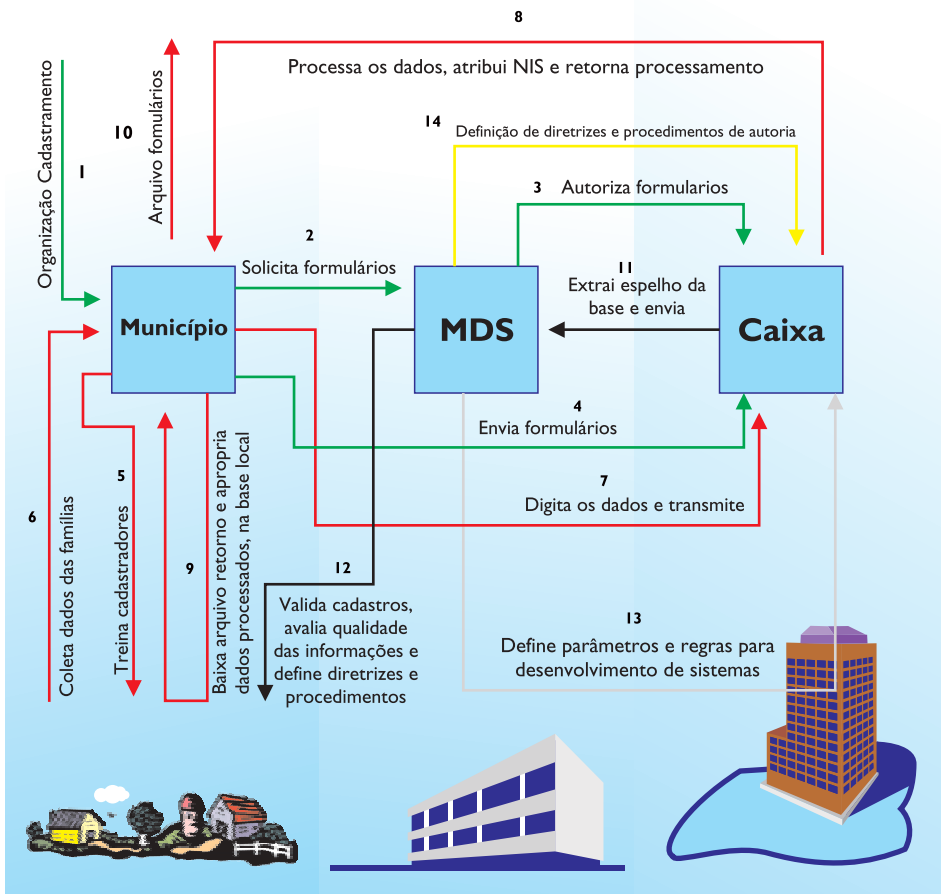 8
Processa os dados, atribui NIS e retorna processamento
10
Arquivo fomulários
1
Organização Cadastramento
14
Definição de diretrizes e procedimentos de autoria
3
Autoriza formularios
2
Solicita formulários
11
Extrai espelho da
base e envia
Município
MDS
Caixa
4
Envia formulários
5
Treina cadastradores
6
Coleta dados das famílias
7
Digita os dados e transmite
9
Baixa arquivo retorno e apropria
dados processados, na base local
12
Valida cadastros,
avalia qualidade
das informações e
define diretrizes e
procedimentos
13
Define parâmetros e regras para
desenvolvimento de sistemas